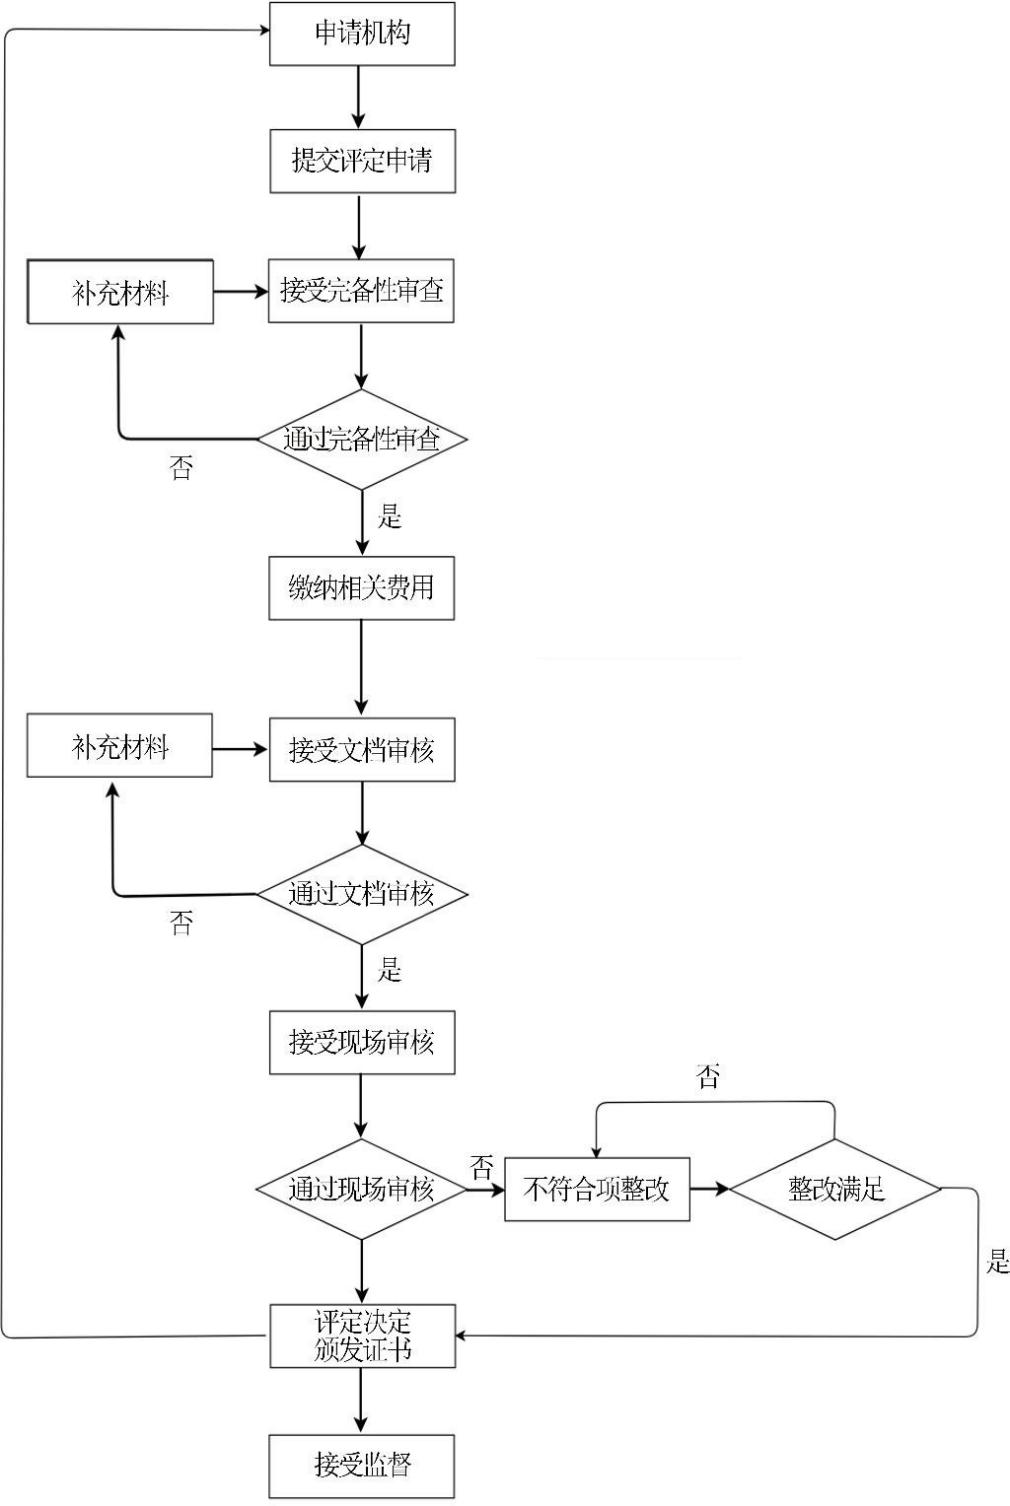 申请机构
提交评定申请
补充材料
接受完备性审查
通过完备性审查
否
是
缴纳相关费用
补充材料
接受文档审核
通过文档审核
否
是
接受现场审核
否
通过现场审核
否
不符合项整改
整改满足
是
评定决定
颁发证书
接受监督